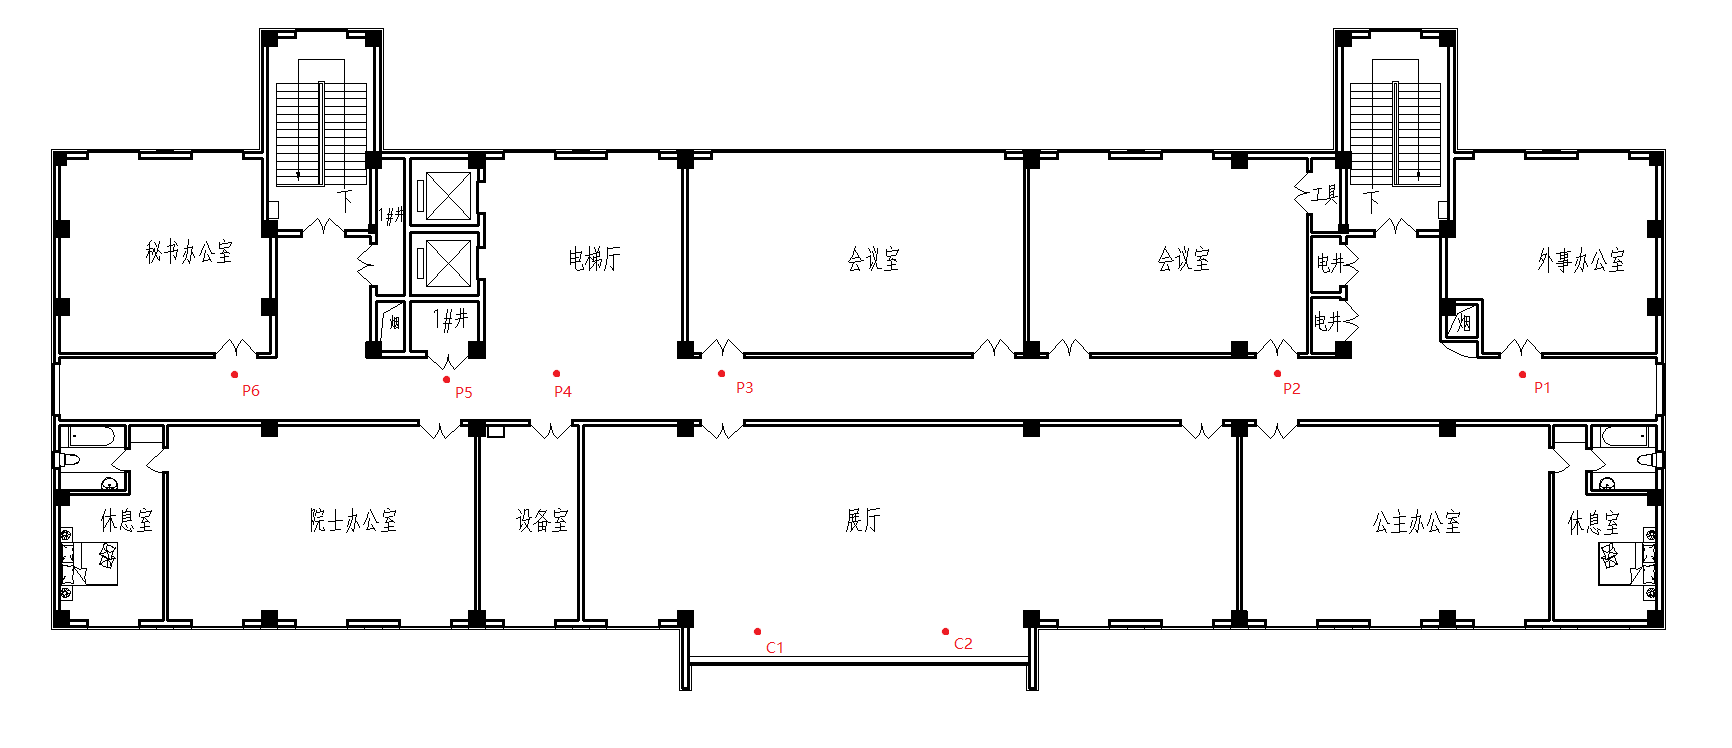 下
下
1#井
工具
秘书办公室
电梯厅
会议室
会议室
电井
外事办公室
烟
1#井
电井
烟
P6
P5
P4
P3
P2
P1
休息室
院士办公室
设备室
展厅
公主办公室
休息室
C1
C2